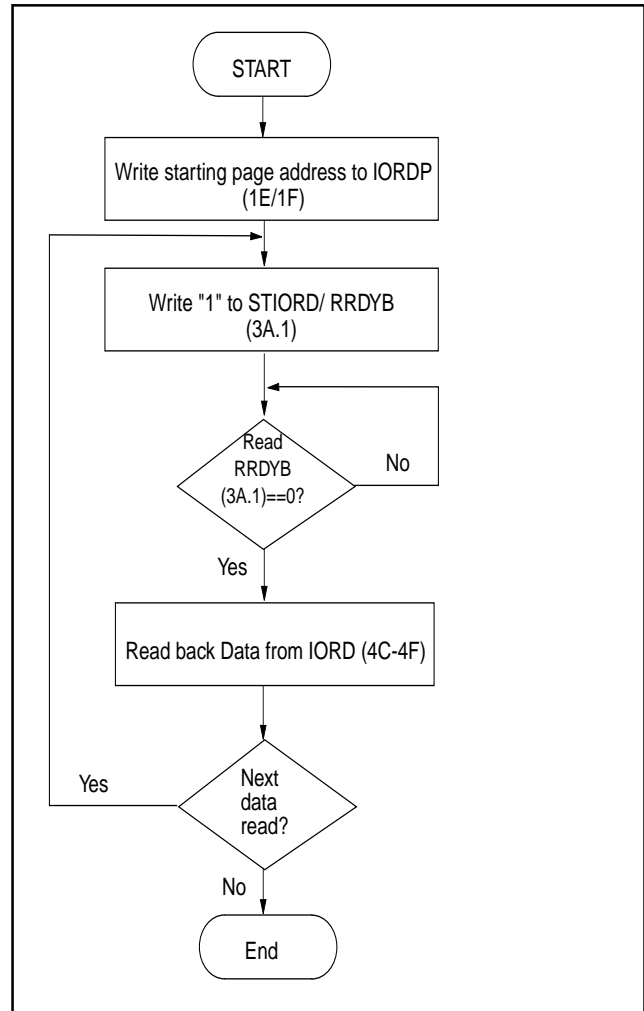 START
Write starting page address to IORDP
(1E/1F)
Write "1" to STIORD/ RRDYB
(3A.1)
Read
RRDYB
(3A.1)==0?
No
Yes
Read back Data from IORD (4C-4F)
Yes
Next
data
read?
No
End